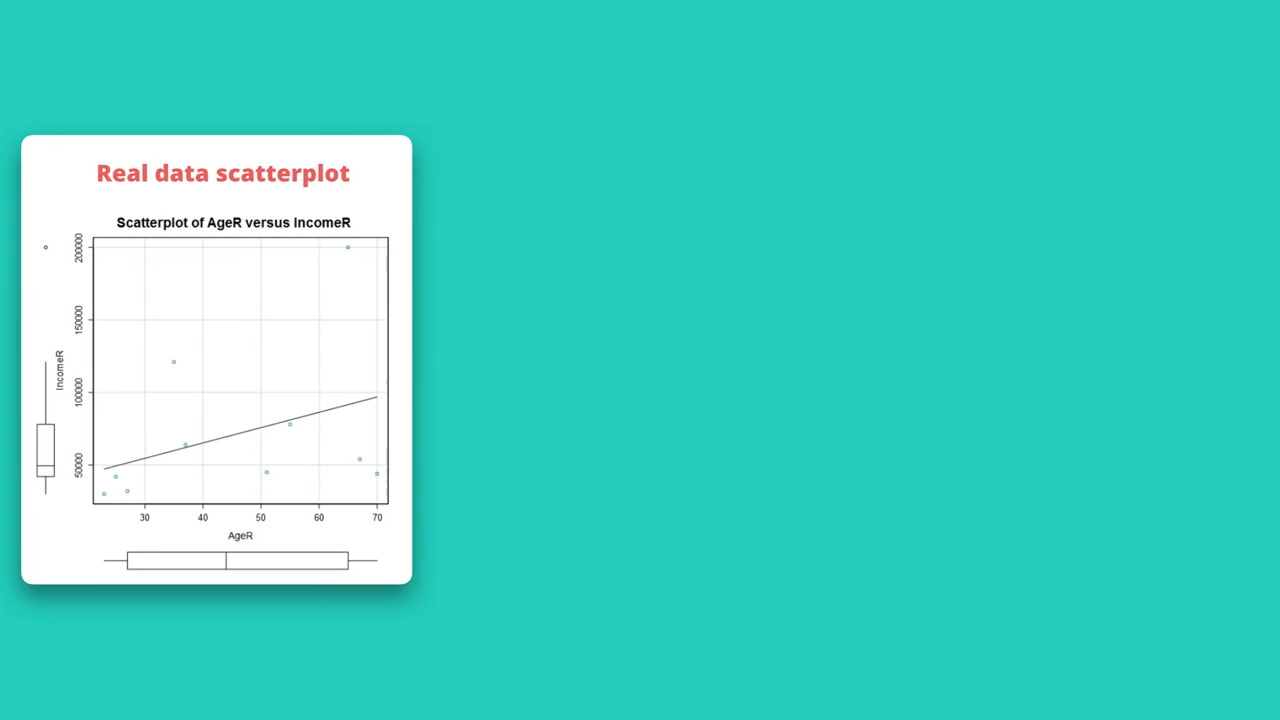 Real data scatterplot
Scatterplot of AgeR versus IncomeR
200000
150000
100000
50000
IncomeR
30 40 50 60 70
AgeR